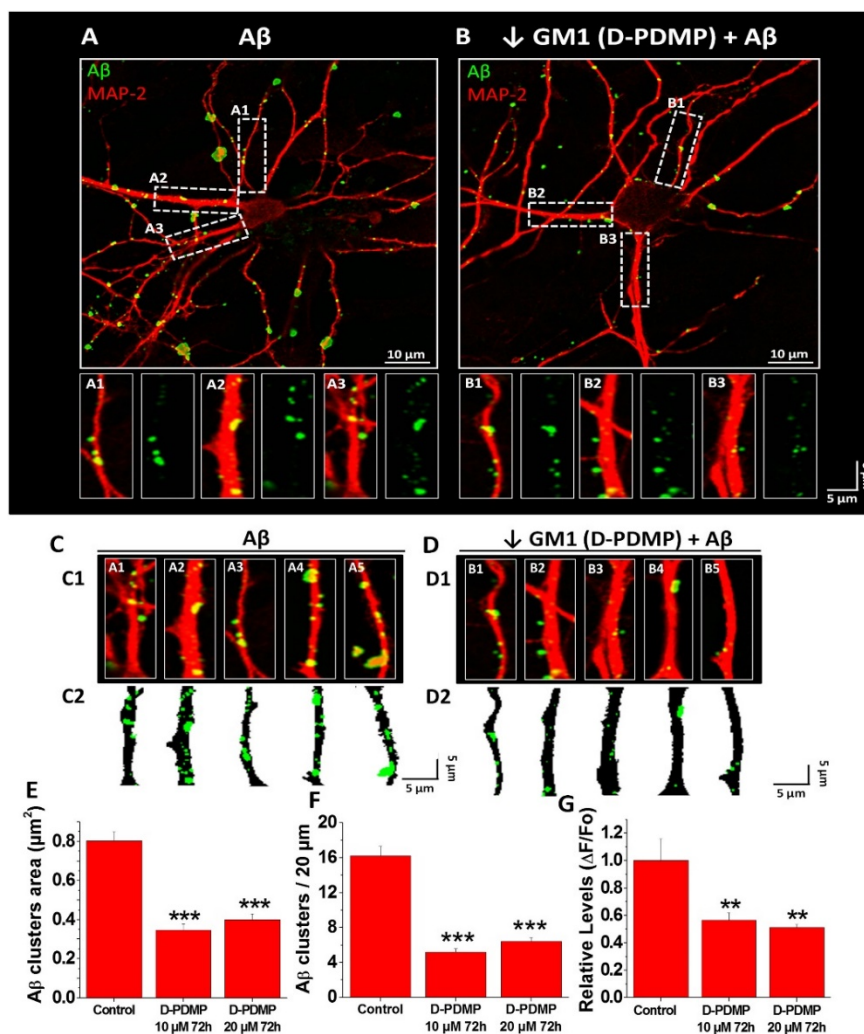 A Aβ
B ↓ GM1 (D-PDMP) + Aβ
Aβ
MAP-2
A1
A2
A3
10 µm
Aβ
MAP-2
B1
B2
B3
10 µm
A1 A2 A3
B1 B2 B3
5 µm
C Aβ
D ↓ GM1 (D-PDMP) + Aβ
C1 A1 A2 A3 A4 A5
D1 B1 B2 B3 B4 B5
C2
5 µm
5 µm
D2
5 µm
5 µm
E
Aβ clusters area (µm²)
0.8
0.6
0.4
0.2
0.0
***
***
Control
D-PDMP
10 µM 72h
D-PDMP
20 µM 72h
F
Aβ clusters / 20 µm
20
16
12
8
4
0
***
***
Control
D-PDMP
10 µM 72h
D-PDMP
20 µM 72h
G
Relative Levels (ΔF/Fo)
1.2
1.0
0.8
0.6
0.4
0.2
0.0
**
**
Control
D-PDMP
10 µM 72h
D-PDMP
20 µM 72h